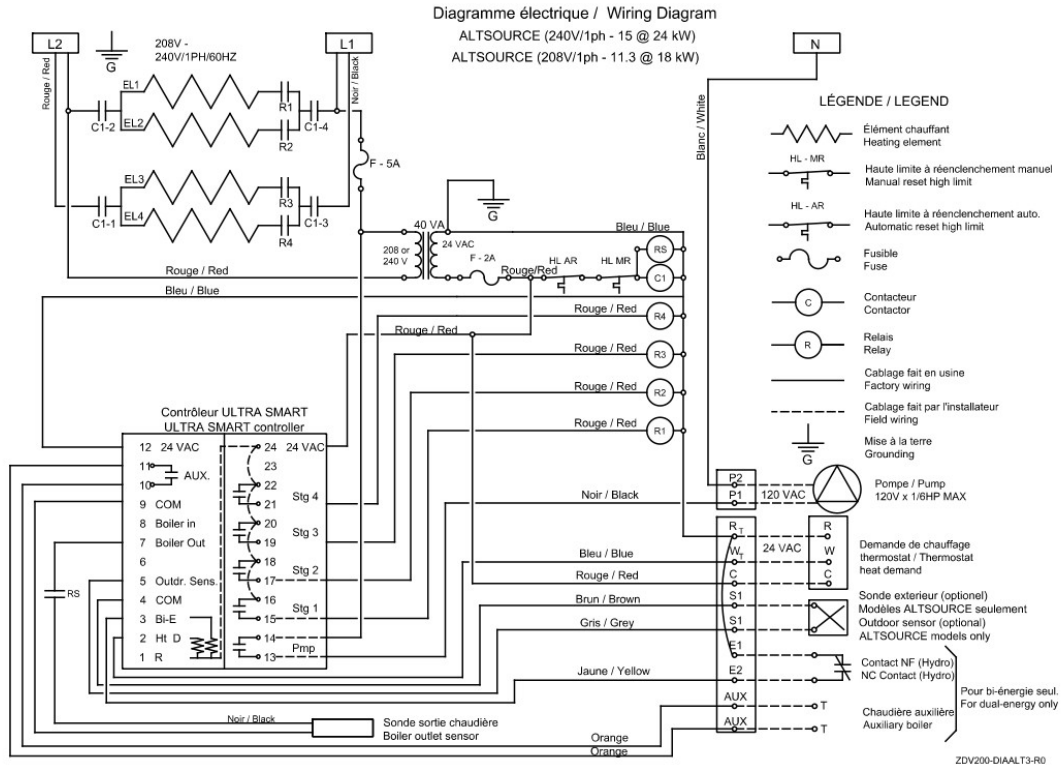 Diagramme électrique / Wiring Diagram
ALTSOURCE (240V/1ph - 15 @ 24 kW)
ALTSOURCE (208V/1ph - 11.3 @ 18 kW)
L2
G
208V -
240V/1PH/60HZ
L1
N
Rouge / Red
Noir / Black
Blanc / White
EL1
R1
C1-2
EL2
R2
C1-4
F - 5A
EL3
R3
C1-1
EL4
R4
C1-3
G
40 VA
208 or
240 V
24 VAC
Bleu / Blue
F - 2A
Rouge/Red
HL AR
HL MR
RS
C1
Rouge / Red
Bleu / Blue
Rouge / Red
Rouge / Red
R4
Rouge / Red
R3
Rouge / Red
R2
Rouge / Red
R1
LÉGENDE / LEGEND
Élément chauffant
Heating element
HL - MR
Haute limite à réenclenchement manuel
Manual reset high limit
HL - AR
Haute limite à réenclenchement auto.
Automatic reset high limit
Fusible
Fuse
C
Contacteur
Contactor
R
Relais
Relay
Cablage fait en usine
Factory wiring
Cablage fait par l'installateur
Field wiring
G
Mise à la terre
Grounding
Contrôleur ULTRA SMART
ULTRA SMART controller
12 24 VAC
11
10
AUX.
9 COM
8 Boiler in
7 Boiler Out
6
5 Outdr. Sens.
4 COM
3 Bi-E
2 Ht D
1 R
24 24 VAC
23
22
21
Stg 4
20
19
Stg 3
18
17
Stg 2
16
15
Stg 1
14
13
Pmp
RS
Noir / Black
P2
P1
120 VAC
Pompe / Pump
120V x 1/6HP MAX
Bleu / Blue
Rouge / Red
Brun / Brown
Gris / Grey
Jaune / Yellow
RT
WT
C
S1
S1
E1
E2
AUX
AUX
24 VAC
R
W
C
Demande de chauffage
thermostat / Thermostat
heat demand
Sonde exterieur (optionel)
Modèles ALTSOURCE seulement
Outdoor sensor (optional)
ALTSOURCE models only
Contact NF (Hydro)
NC Contact (Hydro)
T
T
Chaudière auxilière
Auxiliary boiler
Pour bi-énergie seul.
For dual-energy only
Noir / Black
Sonde sortie chaudière
Boiler outlet sensor
Orange
Orange
ZDV200-DIAALT3-R0